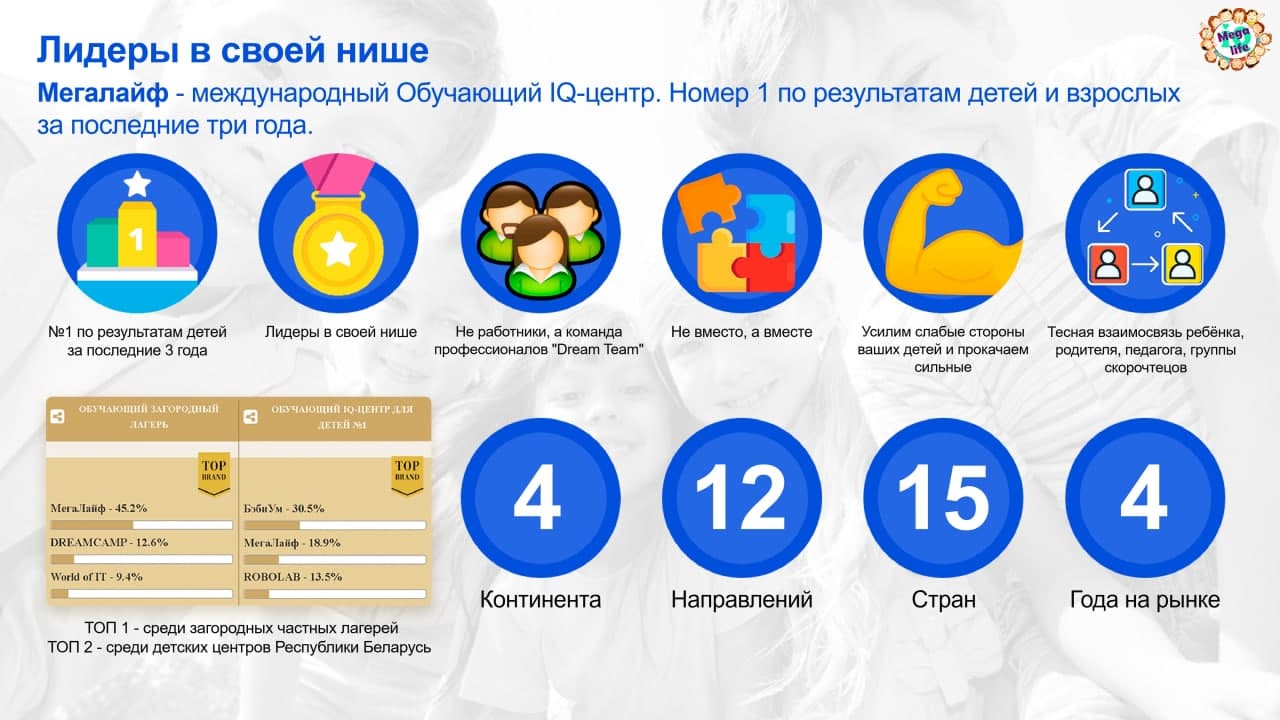 Лидеры в своей нише
Mega
life
Мегалайф - международный Обучающий IQ-центр. Номер 1 по результатам детей и взрослых
за последние три года.
1
№1 по результатам детей
за последние 3 года
Лидеры в своей нише
Не работники, а команда
профессионалов "Dream Team"
Не вместо, а вместе
Усилим слабые стороны
ваших детей и прокачаем
сильные
Тесная взаимосвязь ребёнка,
родителя, педагога, группы
скорочтецов
ОБУЧАЮЩИЙ ЗАГОРОДНЫЙ
ЛАГЕРЬ
TOP
BRAND
МегаЛайф - 45.2%
DREAMCAMP - 12.6%
World of IT - 9.4%
ОБУЧАЮЩИЙ IQ-ЦЕНТР ДЛЯ
ДЕТЕЙ №1
TOP
BRAND
БэбиУм - 30.5%
МегаЛайф - 18.9%
ROBOLAB - 13.5%
ТОП 1 - среди загородных частных лагерей
ТОП 2 - среди детских центров Республики Беларусь
4
Континента
12
Направлений
15
Стран
4
Года на рынке